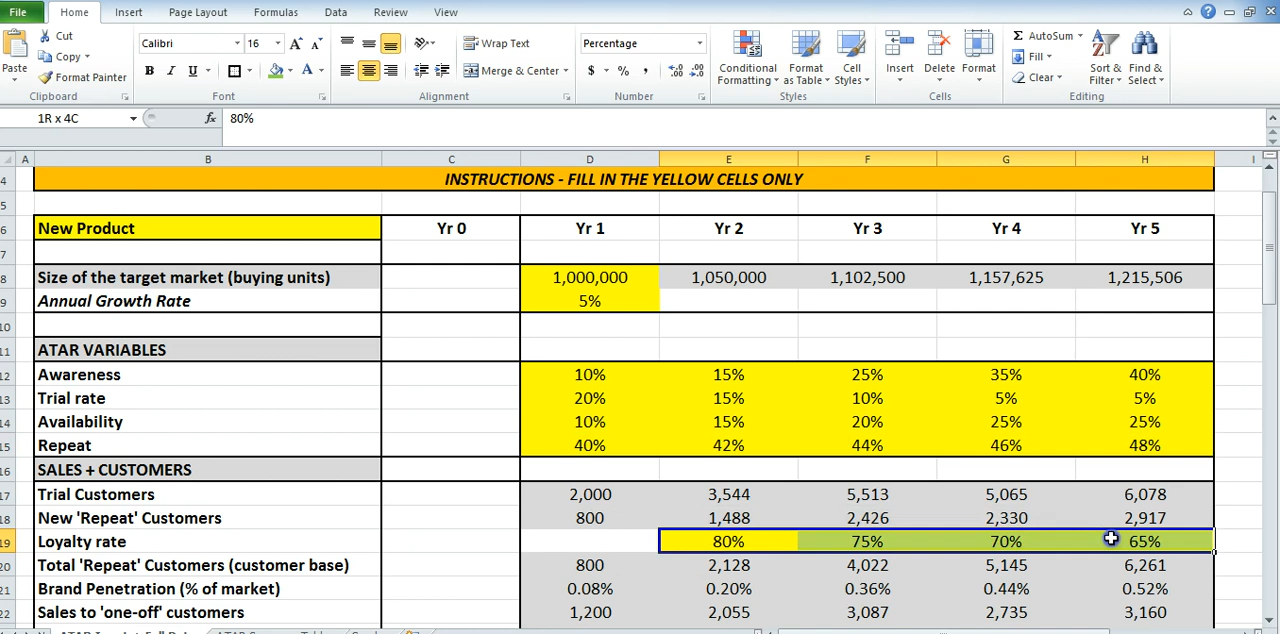 File Home Insert Page Layout Formulas Data Review View
Paste Cut Copy Format Painter
Calibri 16 B I U
Wrap Text Merge & Center
Percentage $ % ,
Conditional Formatting Format as Table Cell Styles
Insert Delete Format
Σ AutoSum Fill Clear Sort & Filter Find & Select
Clipboard Font Alignment Number Styles Cells Editing
1R x 4C fx 80%
A B C D E F G H I
4 INSTRUCTIONS - FILL IN THE YELLOW CELLS ONLY
5
6 New Product Yr 0 Yr 1 Yr 2 Yr 3 Yr 4 Yr 5
7
8 Size of the target market (buying units) 1,000,000 1,050,000 1,102,500 1,157,625 1,215,506
9 Annual Growth Rate 5%
10
11 ATAR VARIABLES
12 Awareness 10% 15% 25% 35% 40%
13 Trial rate 20% 15% 10% 5% 5%
14 Availability 10% 15% 20% 25% 25%
15 Repeat 40% 42% 44% 46% 48%
16 SALES + CUSTOMERS
17 Trial Customers 2,000 3,544 5,513 5,065 6,078
18 New 'Repeat' Customers 800 1,488 2,426 2,330 2,917
19 Loyalty rate 80% 75% 70% 65%
20 Total 'Repeat' Customers (customer base) 800 2,128 4,022 5,145 6,261
21 Brand Penetration (% of market) 0.08% 0.20% 0.36% 0.44% 0.52%
22 Sales to 'one-off' customers 1,200 2,055 3,087 2,735 3,160